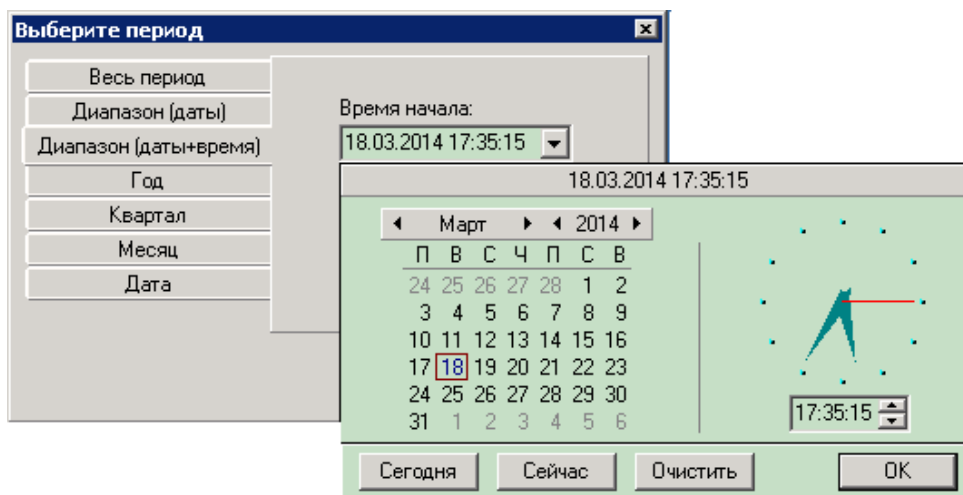 Выберите период
Весь период
Диапазон (даты)
Диапазон (даты+время)
Год
Квартал
Месяц
Дата
Время начала:
18.03.2014 17:35:15
18.03.2014 17:35:15
Март 2014
П В С Ч П С В
24 25 26 27 28 1 2
3 4 5 6 7 8 9
10 11 12 13 14 15 16
17 18 19 20 21 22 23
24 25 26 27 28 29 30
31 1 2 3 4 5 6
17:35:15
Сегодня Сейчас Очистить OK